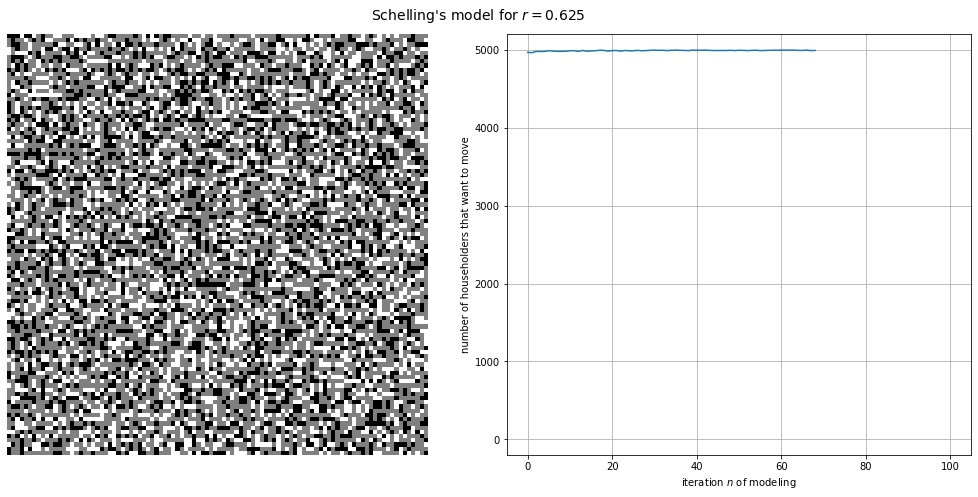 Schelling's model for r = 0.625
number of householders that want to move
5000
4000
3000
2000
1000
0
0 20 40 60 80 100
iteration n of modeling